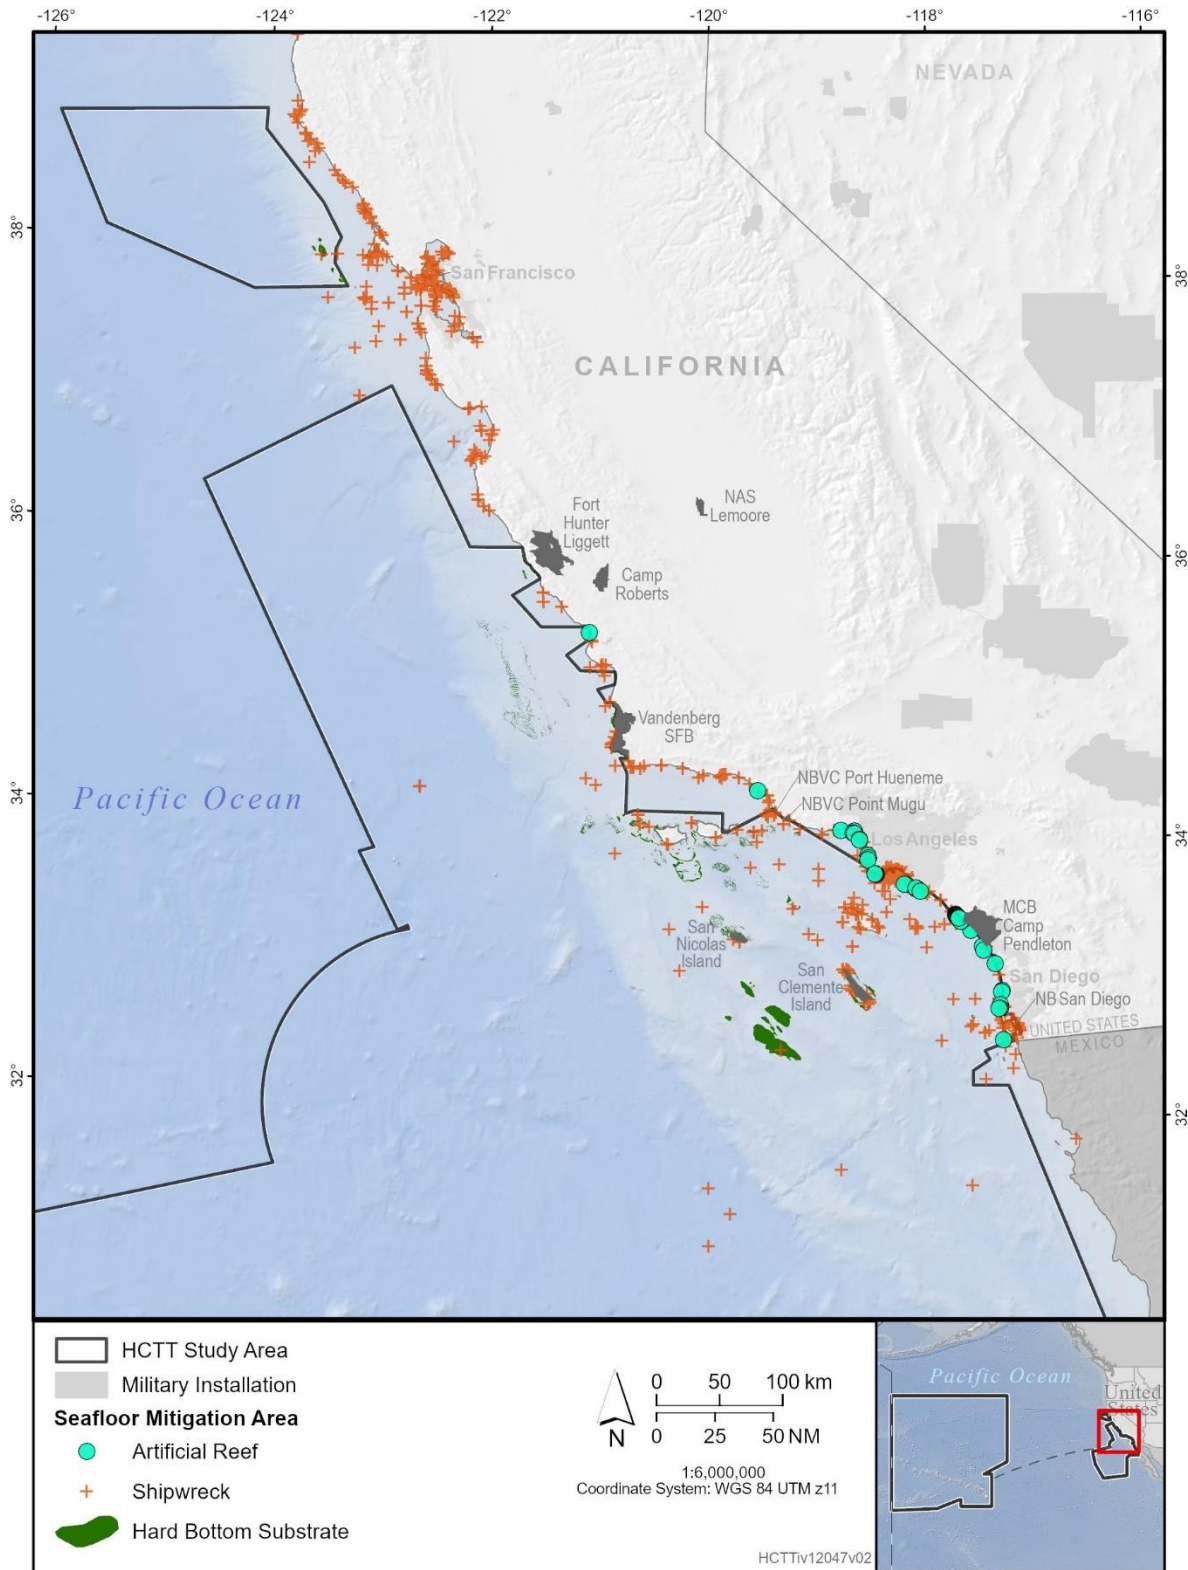 -126°
-124°
-122°
-120°
-118°
-116°
NEVADA
38°
San Francisco
38°
CALIFORNIA
36°
NAS
Lemoore
Fort
Hunter
Liggett
36°
Camp
Roberts
Vandenberg
SFB
34°
Pacific Ocean
NBVC Port Hueneme
NBVC Point Mugu
34°
Los Angeles
MCB
Camp
Pendleton
San
Nicolas
Island
San
Clemente
Island
San Diego
NB San Diego
UNITED STATES
MEXICO
32°
32°
HCTT Study Area
Military Installation
Seafloor Mitigation Area
Artificial Reef
Shipwreck
Hard Bottom Substrate
N
0 50 100 km
0 25 50 NM
1:6,000,000
Coordinate System: WGS 84 UTM z11
HCTTiv12047v02
Pacific Ocean
United
States